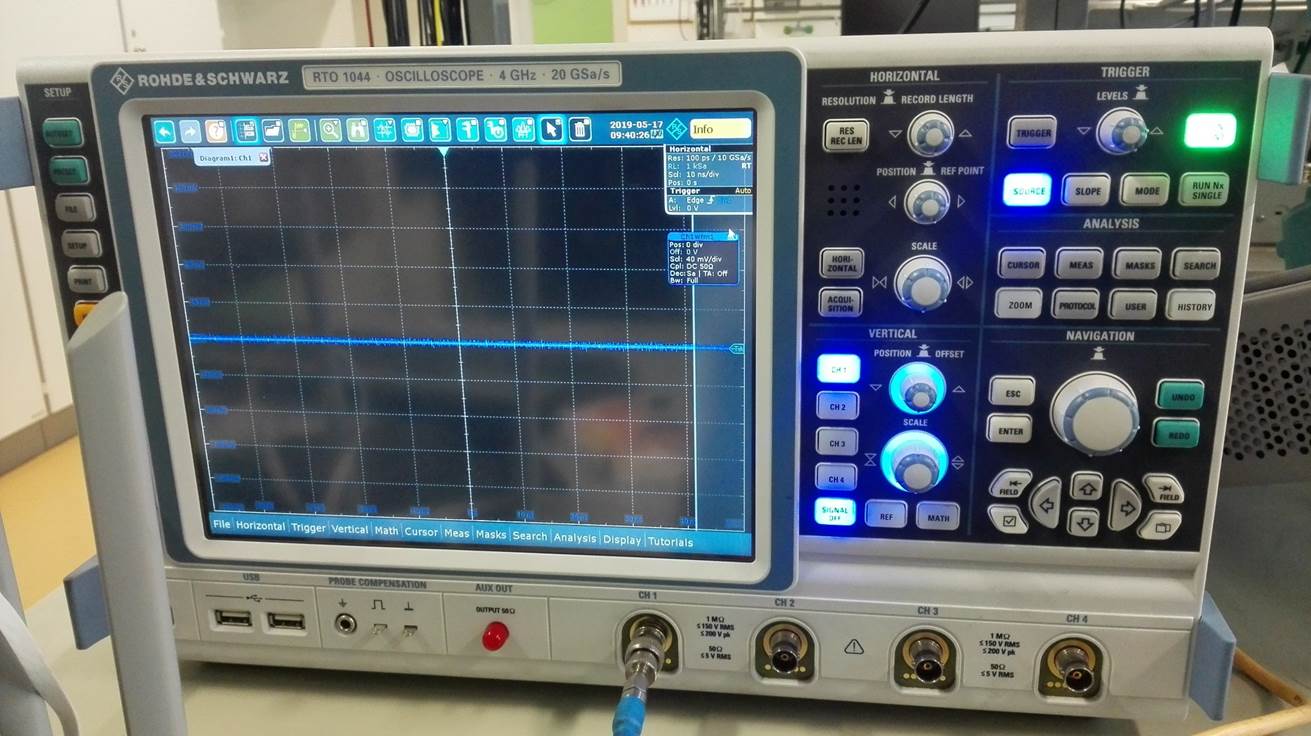 ROHDE&SCHWARZ
RTO 1044 · OSCILLOSCOPE · 4 GHz · 20 GSa/s
SETUP
AUTOSET
PRESET
FILE
SETUP
PRINT
2019-05-17
09:40:26
Info
Diagram1: Ch1
Horizontal
Res: 100 ps / 10 GSa/s
RL: 1 kSa RT
Scl: 10 ns/div
Pos: 0 s
Trigger Auto
A: Edge
Lvl: 0 V
Pos: 0 div
Off: 0 V
Scl: 40 mV/div
Cpl: DC 50Ω
Dec: Sa | TA: Off
Bw: Full
File Horizontal Trigger Vertical Math Cursor Meas Masks Search Analysis Display Tutorials
HORIZONTAL
RESOLUTION RECORD LENGTH
RES
REC LEN
POSITION REF POINT
SCALE
HORI-
ZONTAL
ACQUI-
SITION
VERTICAL
POSITION OFFSET
CH 1
CH 2
SCALE
CH 3
CH 4
SIGNAL
OFF
REF
MATH
TRIGGER
LEVELS
TRIGGER
SOURCE
SLOPE
MODE
RUN Nx
SINGLE
ANALYSIS
CURSOR
MEAS
MASKS
SEARCH
ZOOM
PROTOCOL
USER
HISTORY
NAVIGATION
ESC
UNDO
ENTER
REDO
FIELD
FIELD
USB
PROBE COMPENSATION
AUX OUT
OUTPUT 50Ω
CH 1
1 MΩ
≤150 V RMS
≤200 V pk
50Ω
≤5 V RMS
CH 2
CH 3
1 MΩ
≤150 V RMS
≤200 V pk
50Ω
≤5 V RMS
CH 4